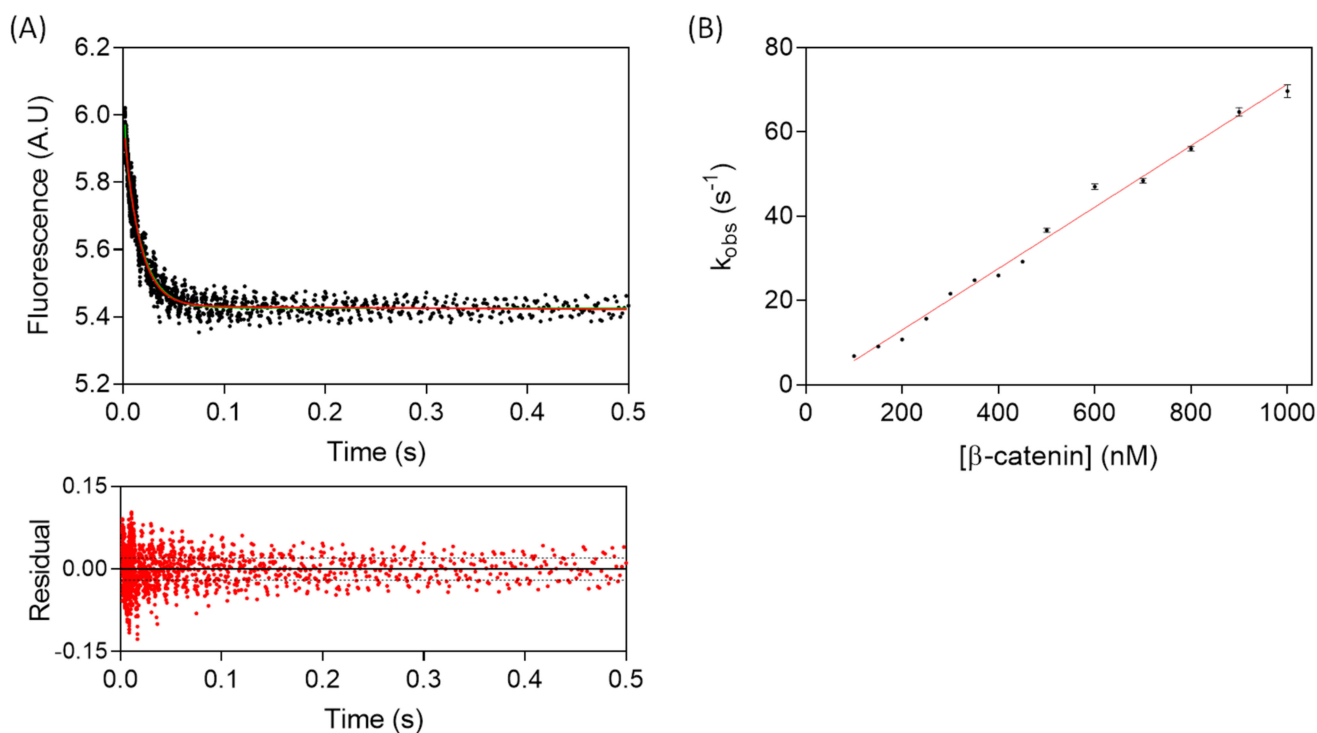 (A)
6.2
6.0
5.8
5.6
5.4
5.2
Fluorescence (A.U)
0.0 0.1 0.2 0.3 0.4 0.5
Time (s)
0.15
0.00
-0.15
Residual
0.0 0.1 0.2 0.3 0.4 0.5
Time (s)
(B)
80
60
40
20
0
k_obs (s⁻¹)
0 200 400 600 800 1000
[β-catenin] (nM)